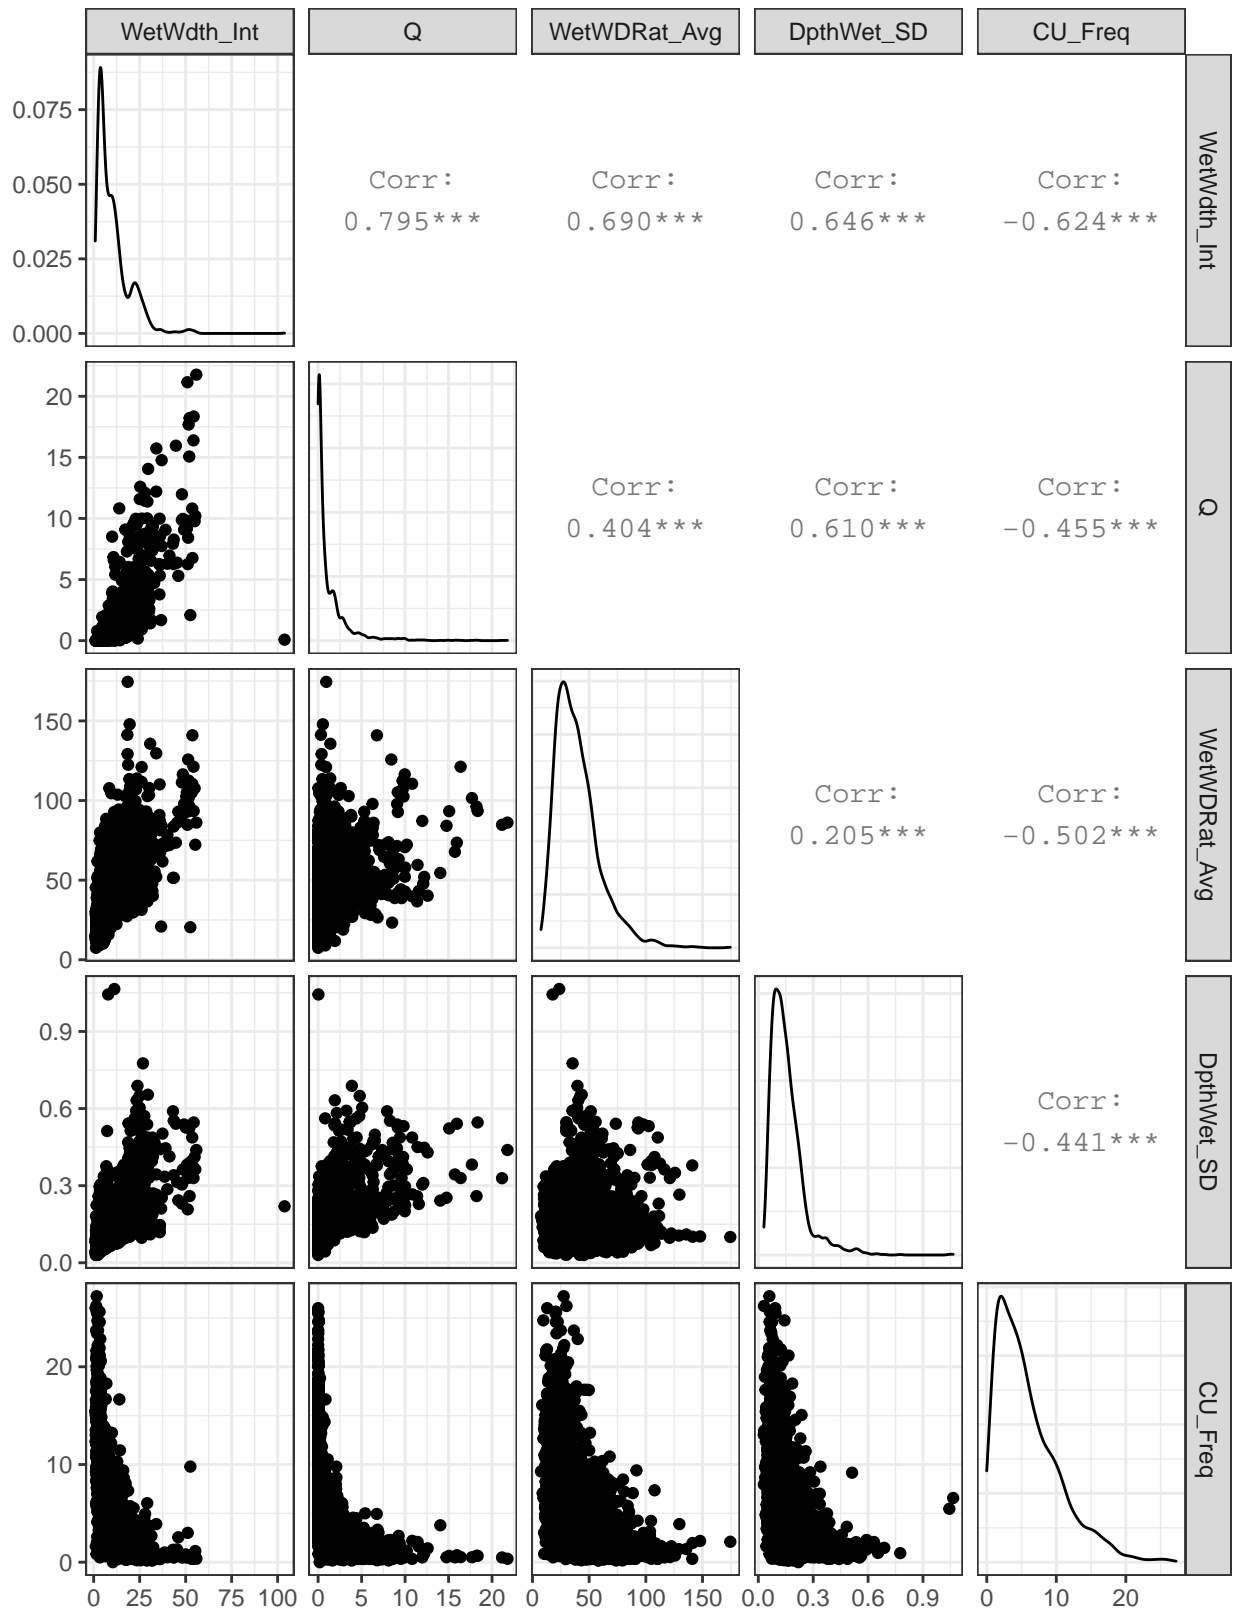 WetWdth_Int Q WetWDRat_Avg DpthWet_SD CU_Freq
0.075
0.050
0.025
0.000
Corr:
0.795***
Corr:
0.690***
Corr:
0.646***
Corr:
-0.624***
WetWdth_Int
20
15
10
5
0
Corr:
0.404***
Corr:
0.610***
Corr:
-0.455***
Q
150
100
50
0
Corr:
0.205***
Corr:
-0.502***
WetWDRat_Avg
0.9
0.6
0.3
0.0
Corr:
-0.441***
DpthWet_SD
20
10
0
CU_Freq
0 25 50 75 100 0 5 10 15 20 0 50 100 150 0.0 0.3 0.6 0.9 0 10 20